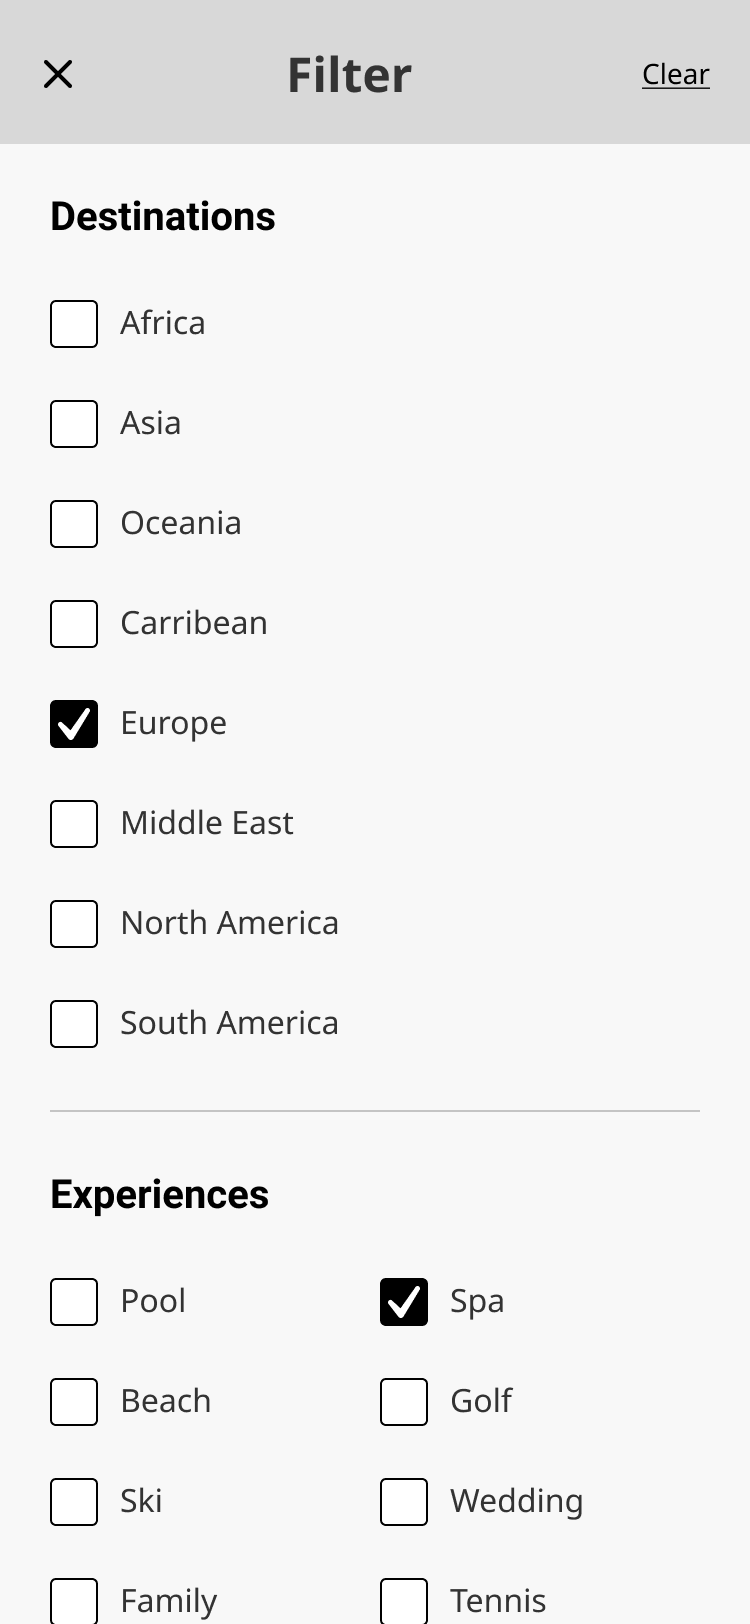 Filter
Clear
Destinations
Africa
Asia
Oceania
Carribean
Europe
Middle East
North America
South America
Experiences
Pool
Spa
Beach
Golf
Ski
Wedding
Family
Tennis